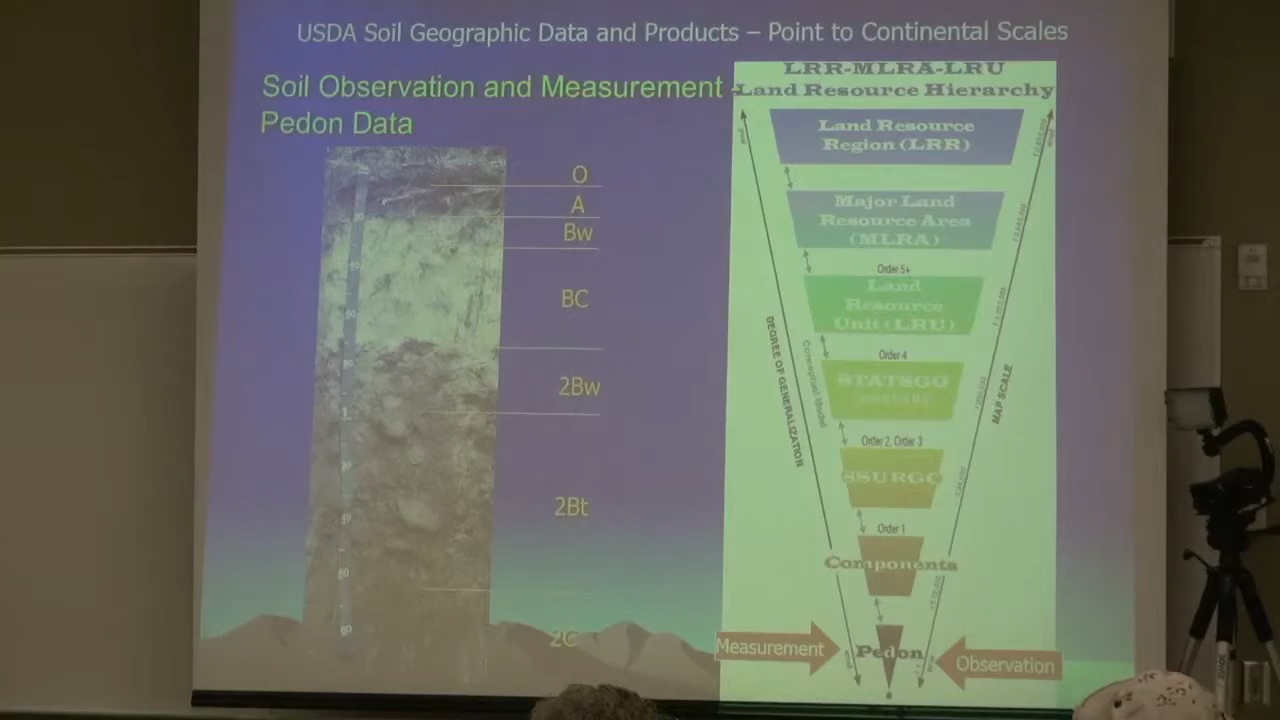 USDA Soil Geographic Data and Products – Point to Continental Scales
Soil Observation and Measurement -
Pedon Data
O
A
Bw
BC
2Bw
2Bt
2C
LRR-MLRA-LRU
Land Resource Hierarchy
Land Resource
Region (LRR)
Major Land
Resource Area
(MLRA)
Order 5+
Land
Resource
Unit (LRU)
Order 4
STATSGO
Order 2, Order 3
SSURGO
Order 1
Components
Pedon
DEGREE OF GENERALIZATION
Conceptual Model
MAP SCALE
Measurement
Observation